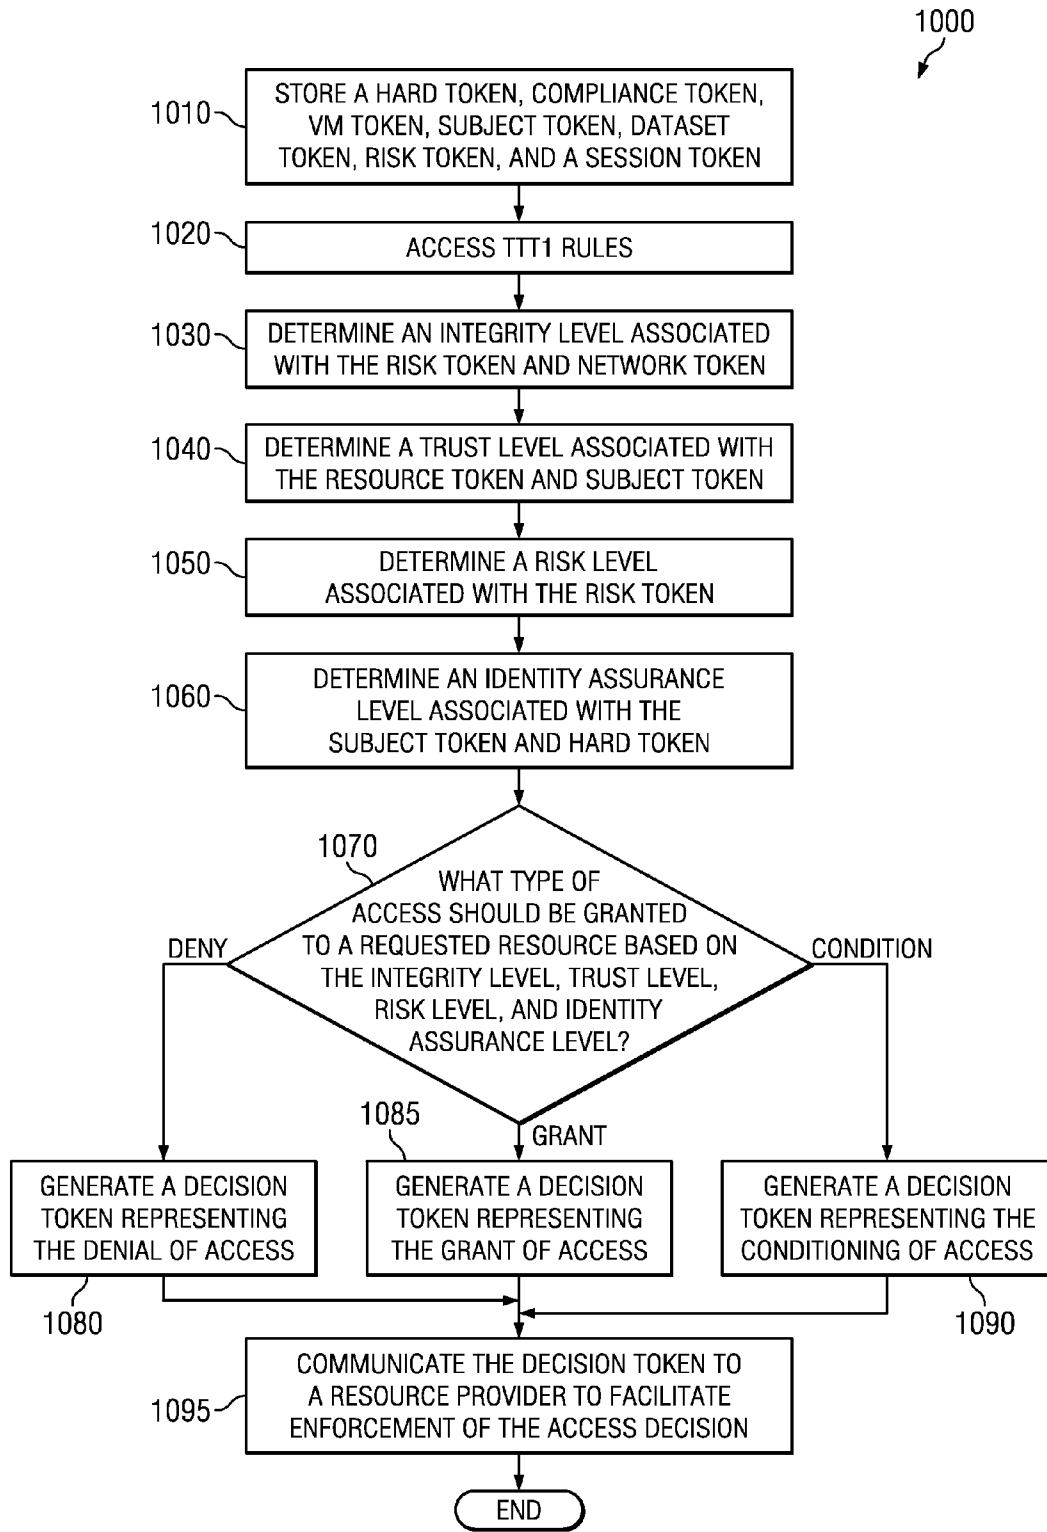 1000
1010
STORE A HARD TOKEN, COMPLIANCE TOKEN,
VM TOKEN, SUBJECT TOKEN, DATASET
TOKEN, RISK TOKEN, AND A SESSION TOKEN
1020
ACCESS TTT1 RULES
1030
DETERMINE AN INTEGRITY LEVEL ASSOCIATED
WITH THE RISK TOKEN AND NETWORK TOKEN
1040
DETERMINE A TRUST LEVEL ASSOCIATED WITH
THE RESOURCE TOKEN AND SUBJECT TOKEN
1050
DETERMINE A RISK LEVEL
ASSOCIATED WITH THE RISK TOKEN
1060
DETERMINE AN IDENTITY ASSURANCE
LEVEL ASSOCIATED WITH THE
SUBJECT TOKEN AND HARD TOKEN
1070
WHAT TYPE OF
ACCESS SHOULD BE GRANTED
TO A REQUESTED RESOURCE BASED ON
THE INTEGRITY LEVEL, TRUST LEVEL,
RISK LEVEL, AND IDENTITY
ASSURANCE LEVEL?
DENY
CONDITION
GRANT
1085
GENERATE A DECISION
TOKEN REPRESENTING
THE DENIAL OF ACCESS
1080
GENERATE A DECISION
TOKEN REPRESENTING
THE GRANT OF ACCESS
GENERATE A DECISION
TOKEN REPRESENTING THE
CONDITIONING OF ACCESS
1090
1095
COMMUNICATE THE DECISION TOKEN TO
A RESOURCE PROVIDER TO FACILITATE
ENFORCEMENT OF THE ACCESS DECISION
END